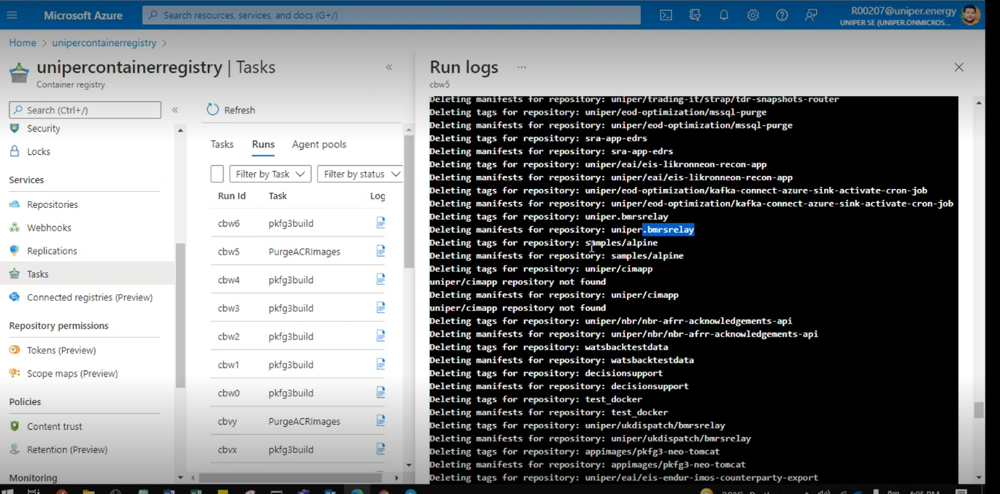 Microsoft Azure
Search resources, services, and docs (G+/)
R00207@uniper.energy
UNIPER SE (UNIPER.ONMICROS...
Home > unipercontainerregistry >
unipercontainerregistry | Tasks
Container registry
Search (Ctrl+/)
Security
Locks
Services
Repositories
Webhooks
Replications
Tasks
Connected registries (Preview)
Repository permissions
Tokens (Preview)
Scope maps (Preview)
Policies
Content trust
Retention (Preview)
Monitoring
Refresh
Tasks Runs Agent pools
Filter by Task Filter by status
Run Id Task Log
cbw6 pkfg3build
cbw5 PurgeACRImages
cbw4 pkfg3build
cbw3 pkfg3build
cbw2 pkfg3build
cbw1 pkfg3build
cbw0 pkfg3build
cbvy PurgeACRImages
cbvx pkfg3build
Run logs ...
cbw5
Deleting manifests for repository: uniper/trading-it/strap/tdr-snapshots-router
Deleting tags for repository: uniper/eod-optimization/mssql-purge
Deleting manifests for repository: uniper/eod-optimization/mssql-purge
Deleting tags for repository: sra-app-edrs
Deleting manifests for repository: sra-app-edrs
Deleting tags for repository: uniper/eai/eis-likronneon-recon-app
Deleting manifests for repository: uniper/eai/eis-likronneon-recon-app
Deleting tags for repository: uniper/eod-optimization/kafka-connect-azure-sink-activate-cron-job
Deleting manifests for repository: uniper/eod-optimization/kafka-connect-azure-sink-activate-cron-job
Deleting tags for repository: uniper.bmrsrelay
Deleting manifests for repository: uniper.bmrsrelay
Deleting tags for repository: samples/alpine
Deleting manifests for repository: samples/alpine
Deleting tags for repository: uniper/cimapp
uniper/cimapp repository not found
Deleting manifests for repository: uniper/cimapp
uniper/cimapp repository not found
Deleting tags for repository: uniper/nbr/nbr-afrr-acknowledgements-api
Deleting manifests for repository: uniper/nbr/nbr-afrr-acknowledgements-api
Deleting tags for repository: watsbacktestdata
Deleting manifests for repository: watsbacktestdata
Deleting tags for repository: decisionsupport
Deleting manifests for repository: decisionsupport
Deleting tags for repository: test_docker
Deleting manifests for repository: test_docker
Deleting tags for repository: uniper/ukdispatch/bmrsrelay
Deleting manifests for repository: uniper/ukdispatch/bmrsrelay
Deleting tags for repository: appimages/pkfg3-neo-tomcat
Deleting manifests for repository: appimages/pkfg3-neo-tomcat
Deleting tags for repository: uniper/eai/eis-endur-imos-counterparty-export